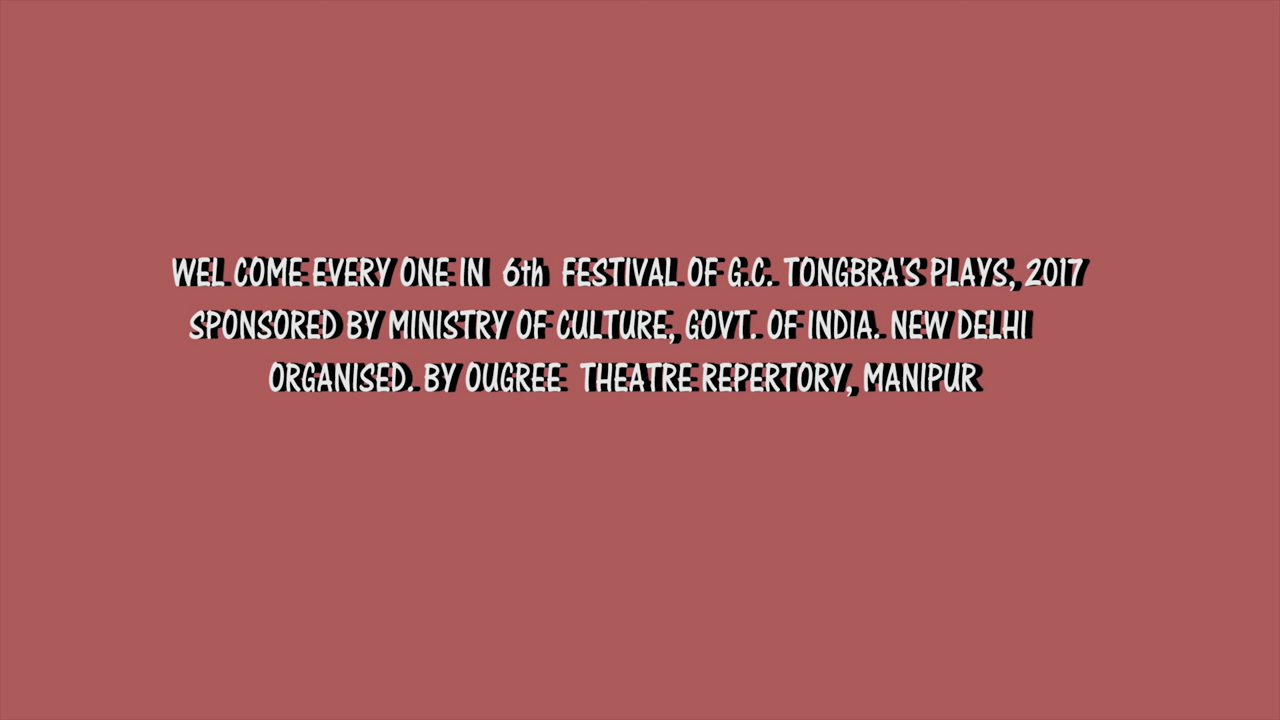 WEL COME EVERY ONE IN 6th FESTIVAL OF G.C. TONGBRA'S PLAYS, 2017
SPONSORED BY MINISTRY OF CULTURE, GOVT. OF INDIA. NEW DELHI
ORGANISED. BY OUGREE THEATRE REPERTORY, MANIPUR